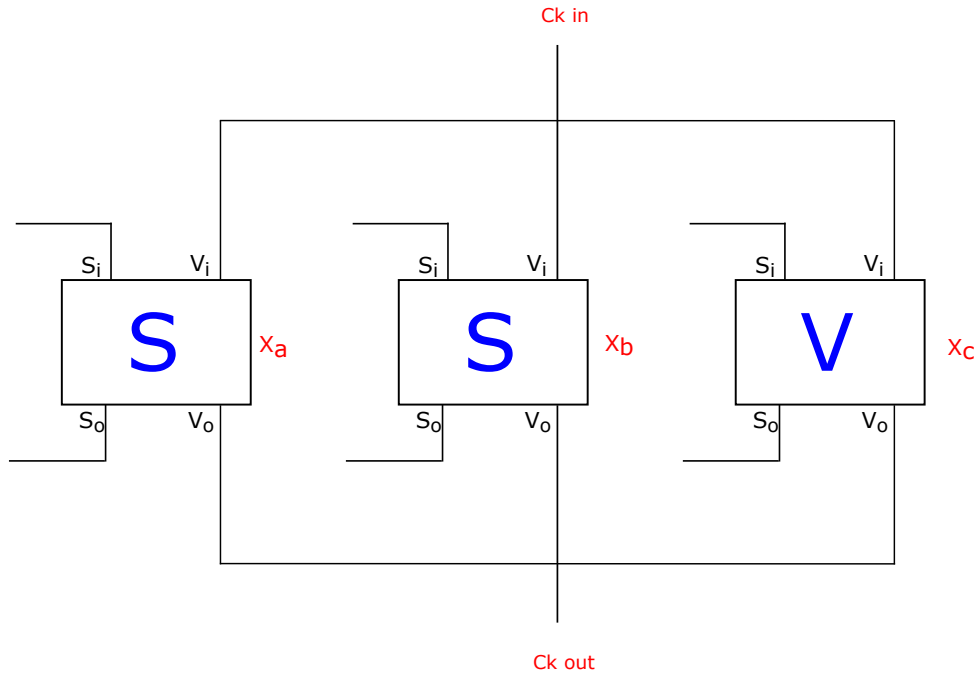 Ck in
Si Vi Si Vi Si Vi
S Xa S Xb V Xc
So Vo So Vo So Vo
Ck out